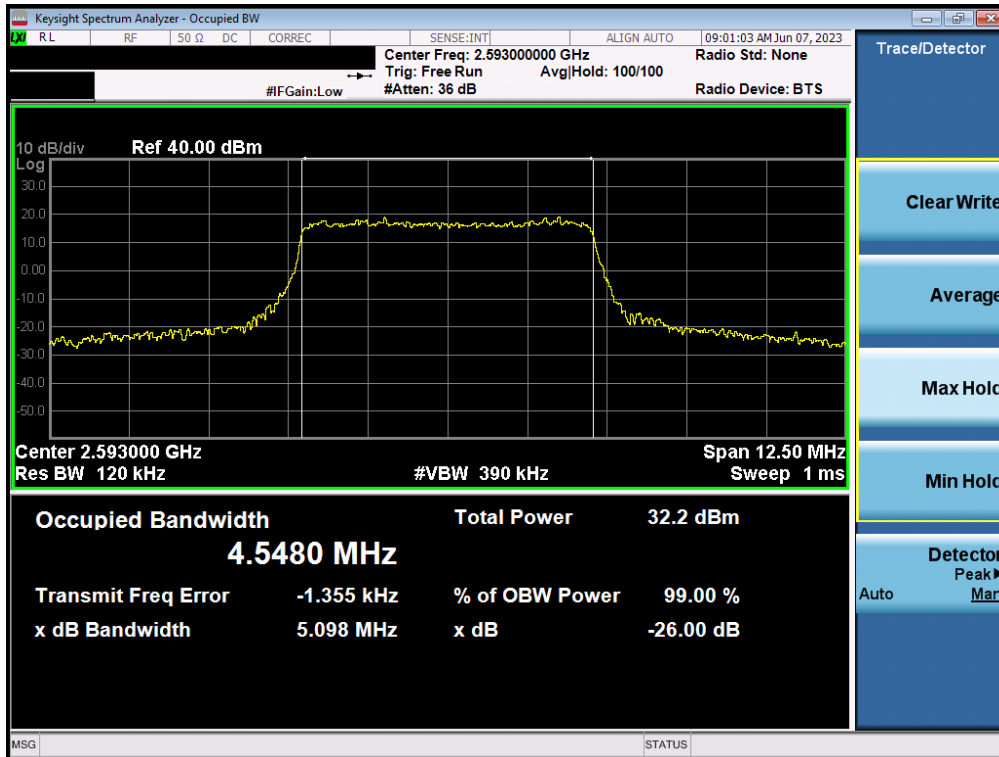 Keysight Spectrum Analyzer - Occupied BW
LXI RL RF 50 Ω DC CORREC SENSE:INT ALIGN AUTO 09:01:03 AM Jun 07, 2023
Center Freq: 2.593000000 GHz Radio Std: None
Trig: Free Run Avg|Hold: 100/100
#IFGain:Low #Atten: 36 dB Radio Device: BTS
Trace/Detector
10 dB/div Ref 40.00 dBm
Log
30.0
20.0
10.0
0.00
-10.0
-20.0
-30.0
-40.0
-50.0
Center 2.593000 GHz Span 12.50 MHz
Res BW 120 kHz #VBW 390 kHz Sweep 1 ms
Occupied Bandwidth Total Power 32.2 dBm
4.5480 MHz
Transmit Freq Error -1.355 kHz % of OBW Power 99.00 %
x dB Bandwidth 5.098 MHz x dB -26.00 dB
Clear Write
Average
Max Hold
Min Hold
Detector
Peak
Auto Man
MSG STATUS